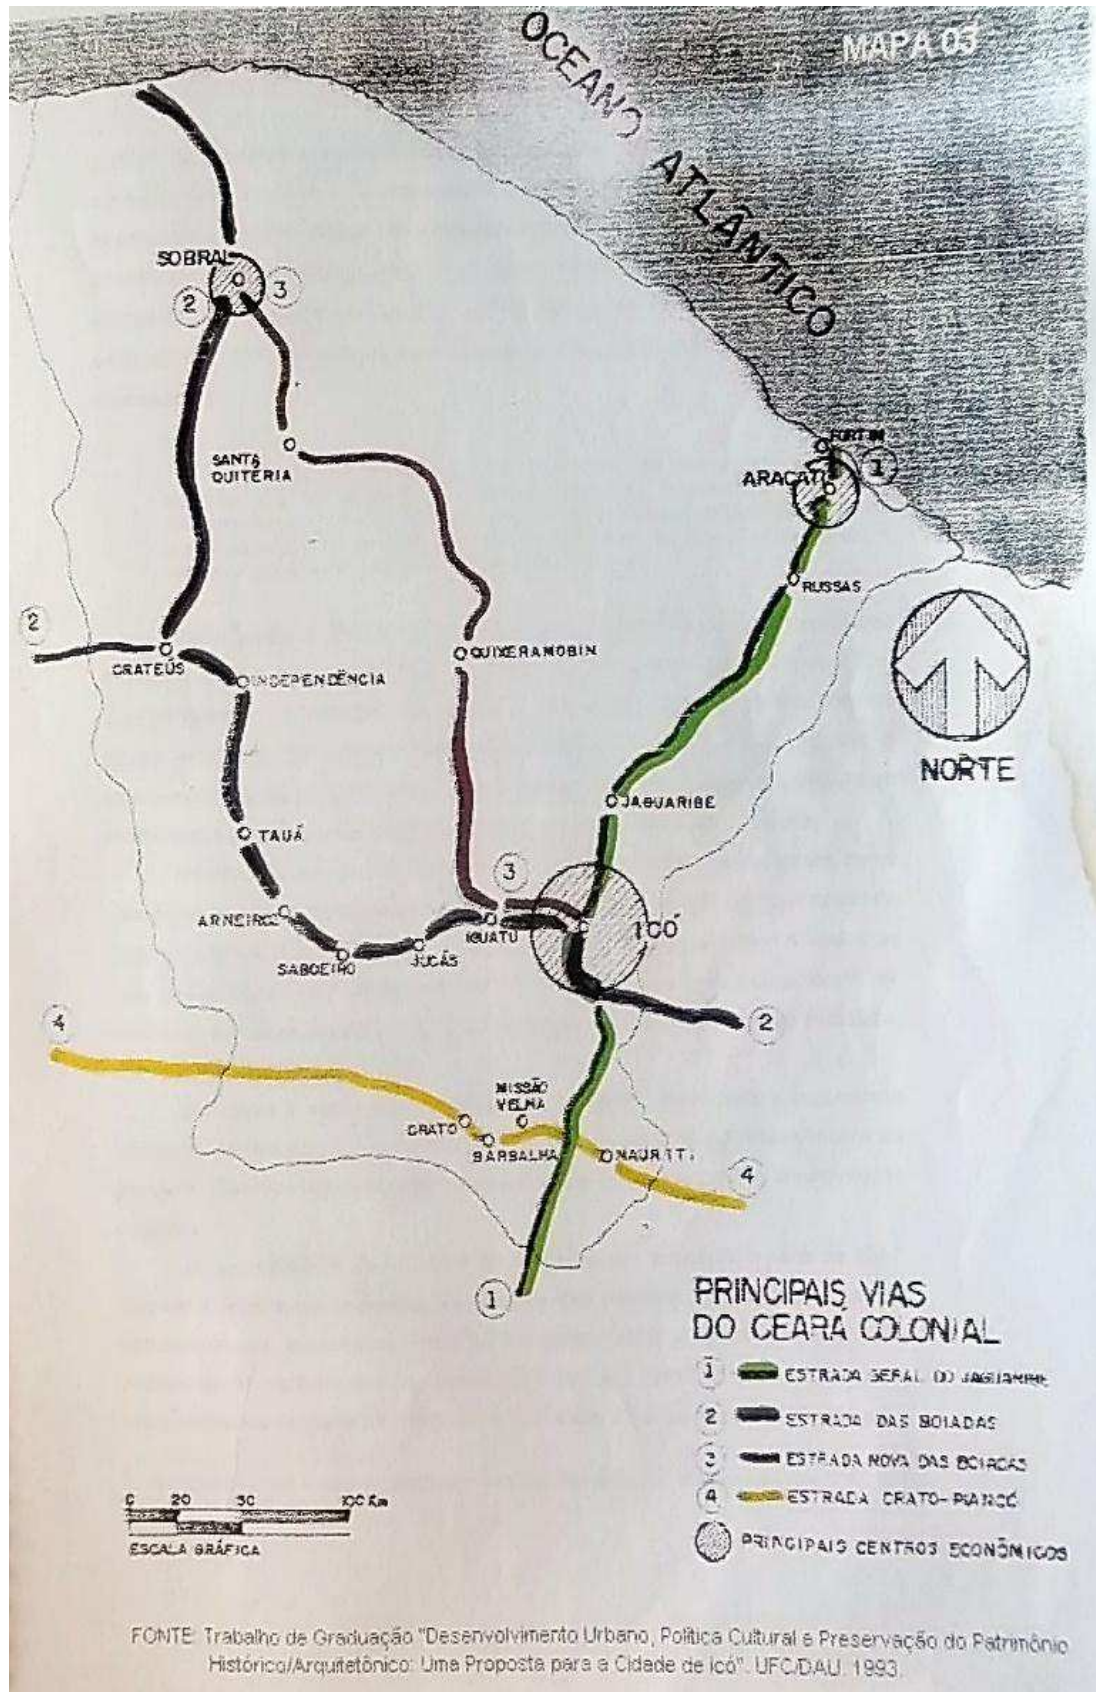 MAPA 03
OCEANO ATLÂNTICO
SOBRAL
2
3
SANTA
QUITERIA
FORTIM
ARACATI
1
RUSSAS
2
CRATEÚS
INDEPENDÊNCIA
QUIXERAMOBIN
NORTE
JAGUARIBE
TAUÁ
3
ARNEIROZ
IGUATU
ICÓ
SABOEIRO
JUCÁS
2
4
MISSÃO
VELHA
CRATO
BARBALHA
MAURITI
4
1
PRINCIPAIS VIAS
DO CEARÁ COLONIAL
1 ESTRADA GERAL DO JAGUARIBE
2 ESTRADA DAS BOIADAS
3 ESTRADA NOVA DAS BOIADAS
4 ESTRADA CRATO-PIANCÓ
PRINCIPAIS CENTROS ECONÔMICOS
0 20 50 100 Km
ESCALA GRÁFICA
FONTE: Trabalho de Graduação "Desenvolvimento Urbano, Política Cultural e Preservação do Patrimônio
Histórico/Arquitetônico: Uma Proposta para a Cidade de Icó". UFC/DAU. 1993.